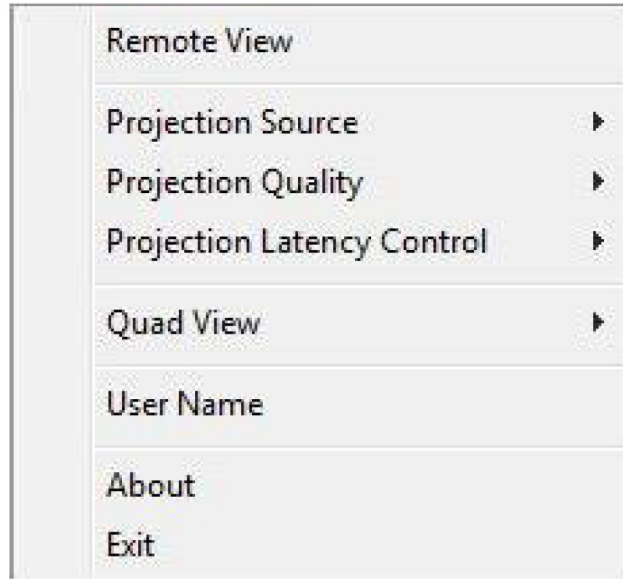 Remote View
Projection Source
Projection Quality
Projection Latency Control
Quad View
User Name
About
Exit